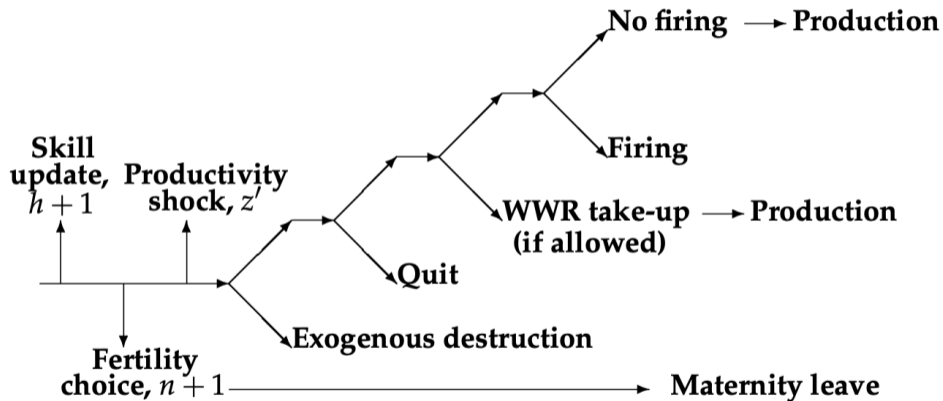 No firing
Production
Skill
update,
h + 1
Productivity
shock, z′
Firing
WWR take-up
(if allowed)
Production
Quit
Exogenous destruction
Fertility
choice, n + 1
Maternity leave